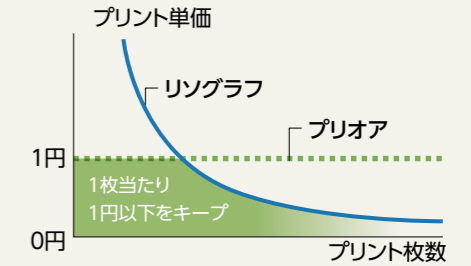 プリント単価
リソグラフ
プリオア
1円
1枚当たり
1円以下をキープ
0円
プリント枚数